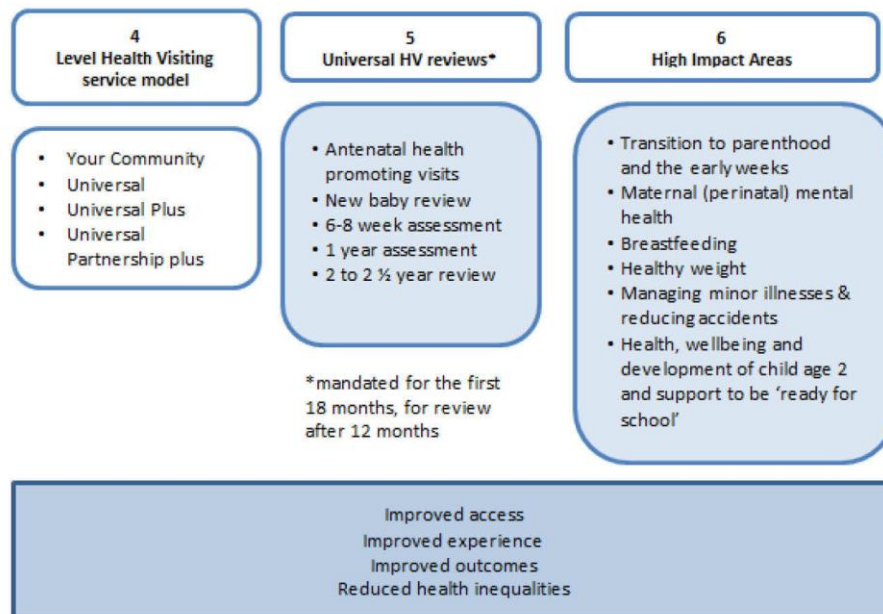 4
Level Health Visiting
service model
• Your Community
• Universal
• Universal Plus
• Universal
Partnership plus
5
Universal HV reviews*
• Antenatal health
promoting visits
• New baby review
• 6-8 week assessment
• 1 year assessment
• 2 to 2 ½ year review
*mandated for the first
18 months, for review
after 12 months
6
High Impact Areas
• Transition to parenthood
and the early weeks
• Maternal (perinatal) mental
health
• Breastfeeding
• Healthy weight
• Managing minor illnesses &
reducing accidents
• Health, wellbeing and
development of child age 2
and support to be ‘ready for
school’
Improved access
Improved experience
Improved outcomes
Reduced health inequalities